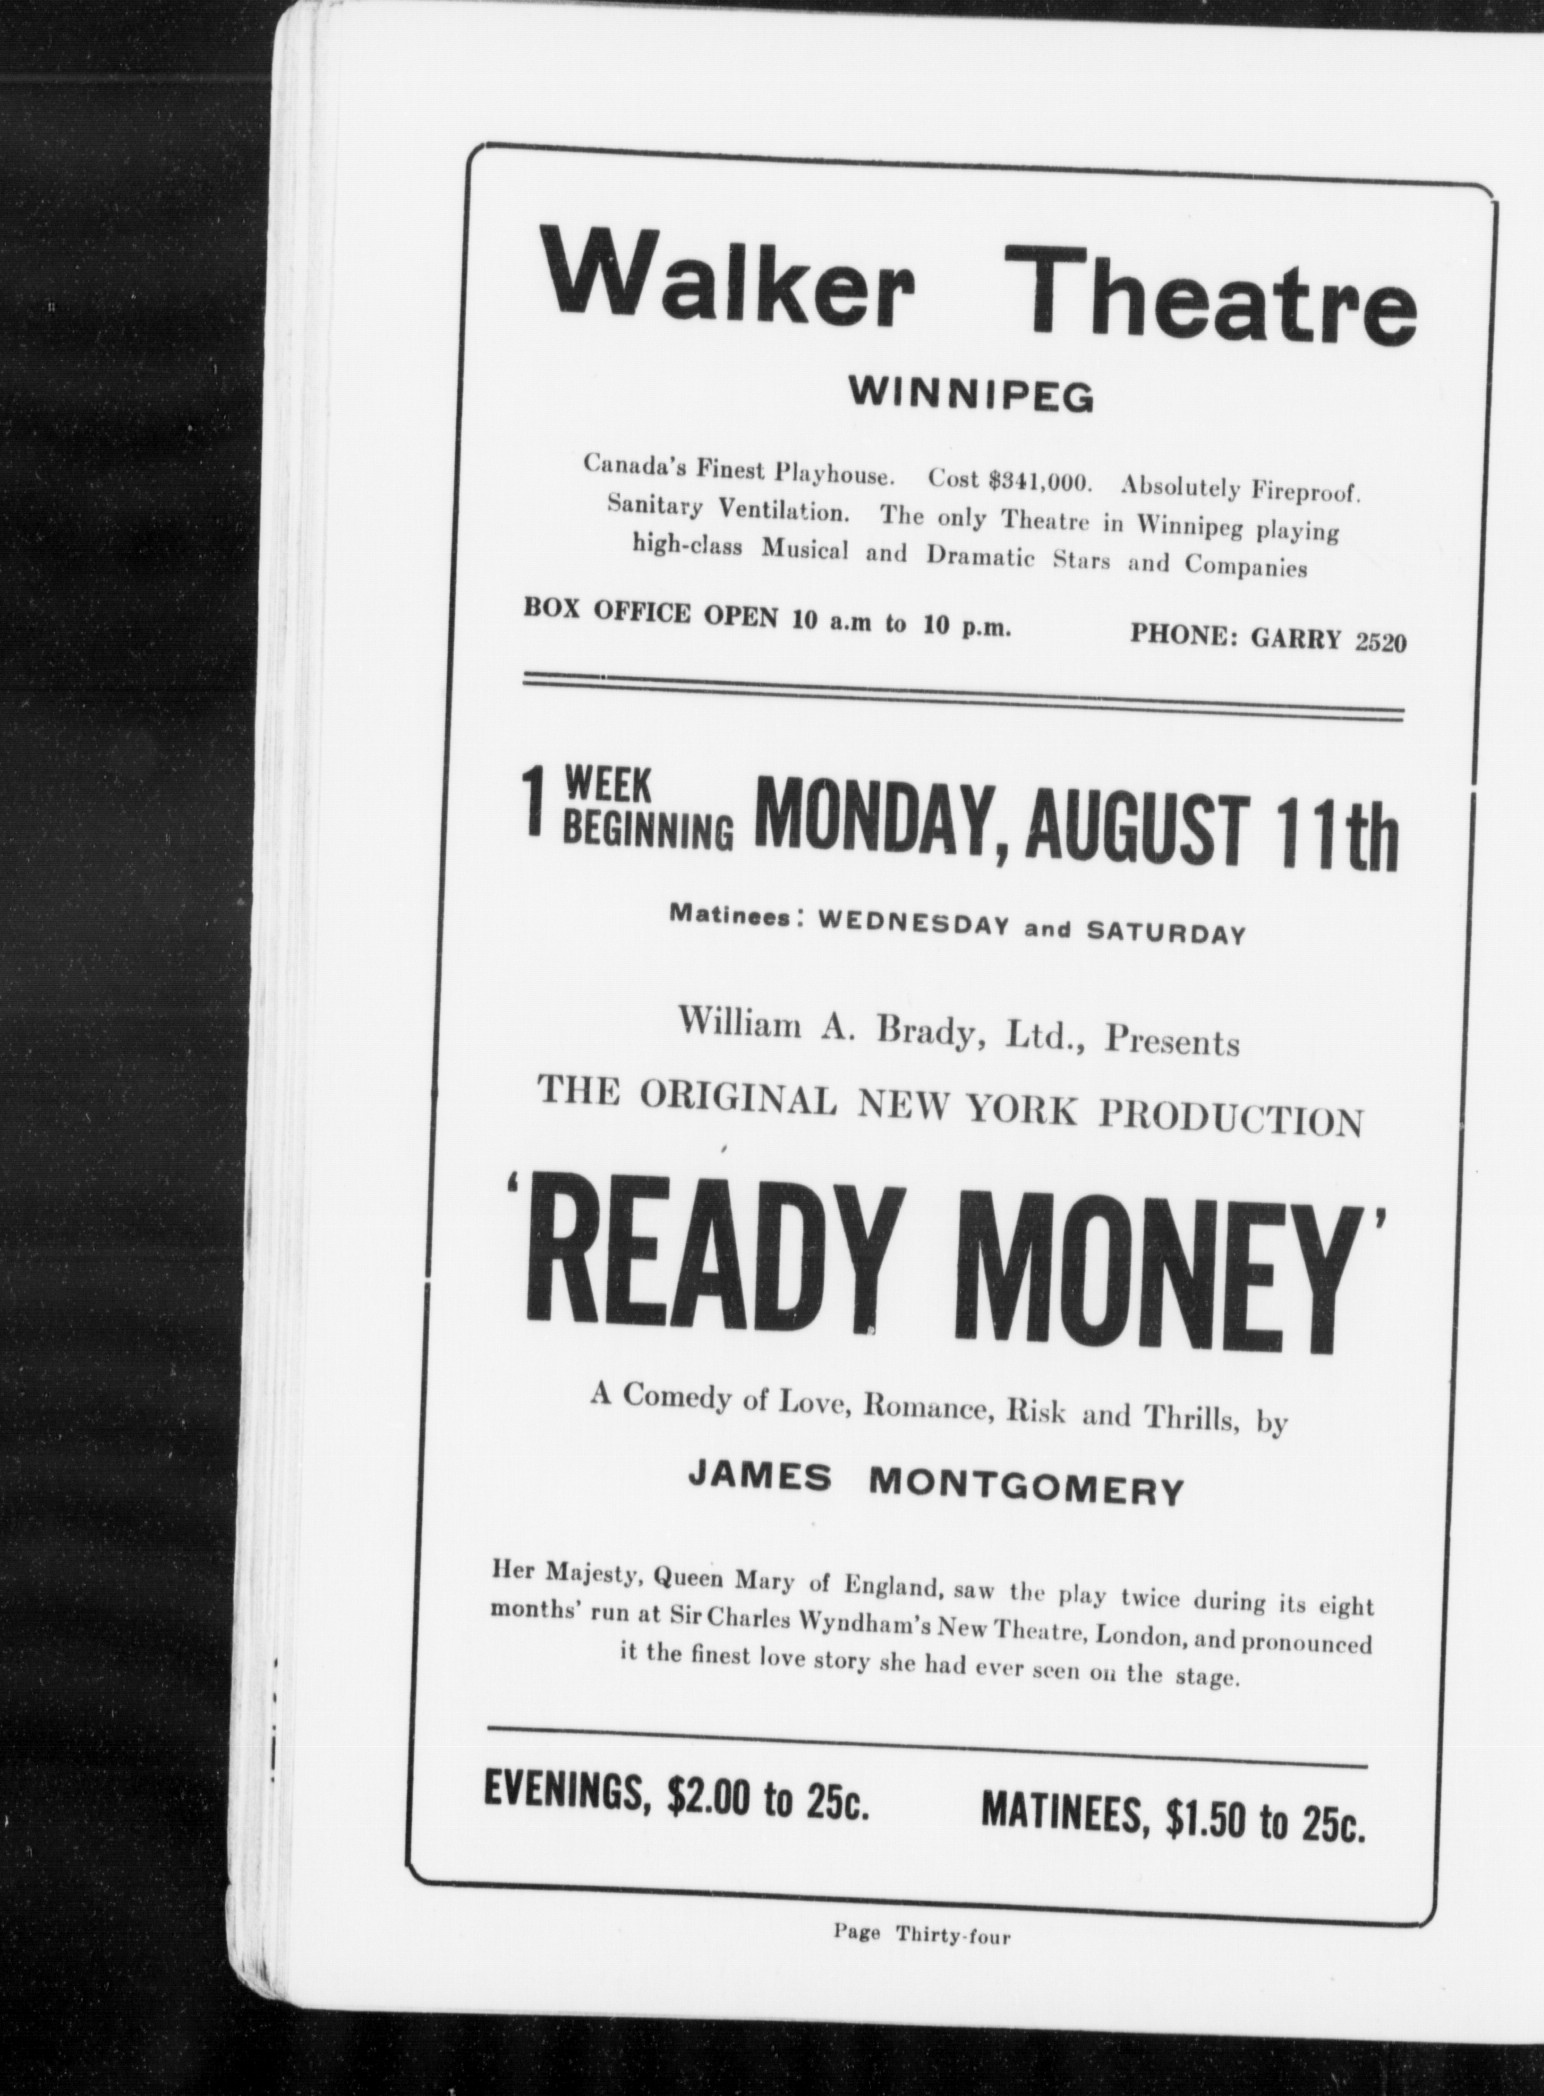 Walker Theatre
WINNIPEG
Canada's Finest Playhouse. Cost $341,000. Absolutely Fireproof.
Sanitary Ventilation. The only Theatre in Winnipeg playing
high-class Musical and Dramatic Stars and Companies
BOX OFFICE OPEN 10 a.m to 10 p.m. PHONE: GARRY 2520
1 WEEK BEGINNING MONDAY, AUGUST 11th
Matinees: WEDNESDAY and SATURDAY
William A. Brady, Ltd., Presents
THE ORIGINAL NEW YORK PRODUCTION
'READY MONEY'
A Comedy of Love, Romance, Risk and Thrills, by
JAMES MONTGOMERY
Her Majesty, Queen Mary of England, saw the play twice during its eight
months' run at Sir Charles Wyndham's New Theatre, London, and pronounced
it the finest love story she had ever seen on the stage.
EVENINGS, $2.00 to 25c. MATINEES, $1.50 to 25c.
Page Thirty-four